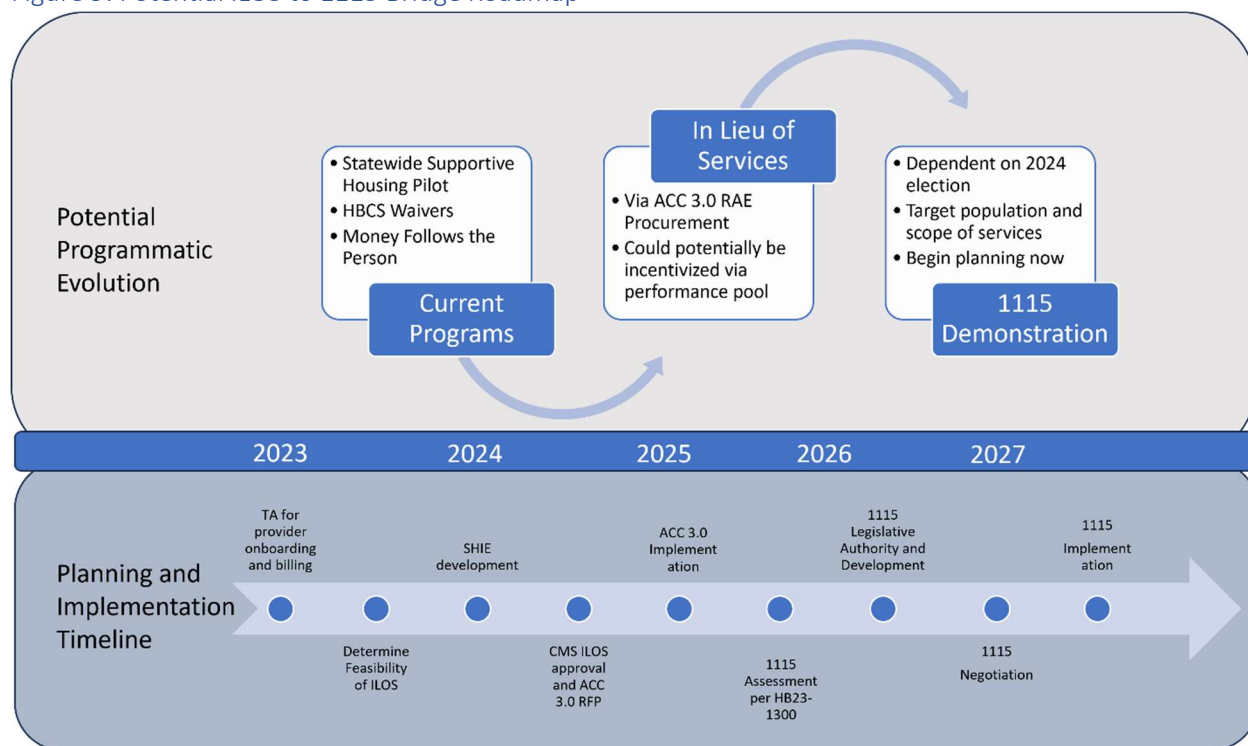 Potential
Programmatic
Evolution
• Statewide Supportive
Housing Pilot
• HBCS Waivers
• Money Follows the
Person
Current
Programs
In Lieu of
Services
• Via ACC 3.0 RAE
Procurement
• Could potentially be
incentivized via
performance pool
• Dependent on 2024
election
• Target population and
scope of services
• Begin planning now
1115
Demonstration
2023
2024
2025
2026
2027
Planning and
Implementation
Timeline
TA for
provider
onboarding
and billing
Determine
Feasibility
of ILOS
SHIE
development
CMS ILOS
approval
and ACC
3.0 RFP
ACC 3.0
Implement
ation
1115
Assessment
per HB23-
1300
1115
Legislative
Authority and
Development
1115
Negotiation
1115
Implement
ation